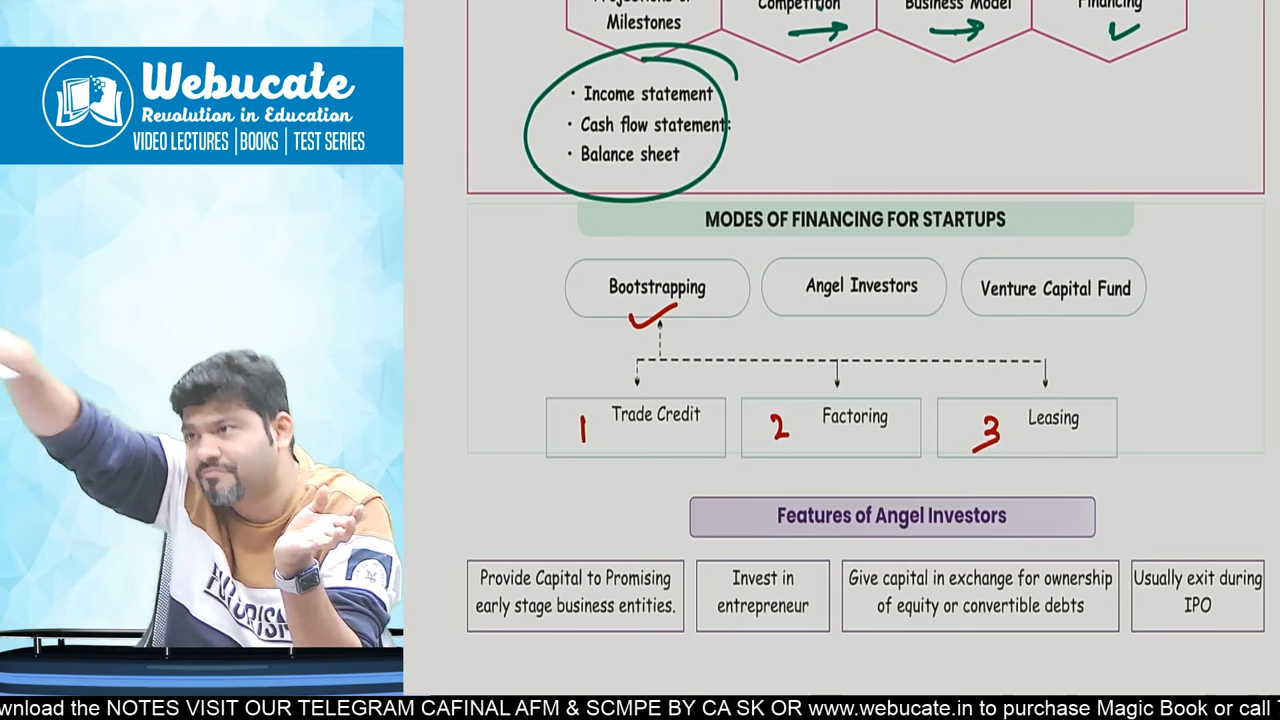 Webucate
Revolution in Education
VIDEO LECTURES | BOOKS | TEST SERIES
Milestones
Competition
Business Model
Financing
• Income statement
• Cash flow statement:
• Balance sheet
MODES OF FINANCING FOR STARTUPS
Bootstrapping
Angel Investors
Venture Capital Fund
1 Trade Credit
2 Factoring
3 Leasing
Features of Angel Investors
Provide Capital to Promising
early stage business entities.
Invest in
entrepreneur
Give capital in exchange for ownership
of equity or convertible debts
Usually exit during
IPO
wnload the NOTES VISIT OUR TELEGRAM CAFINAL AFM & SCMPE BY CA SK OR www.webucate.in to purchase Magic Book or call